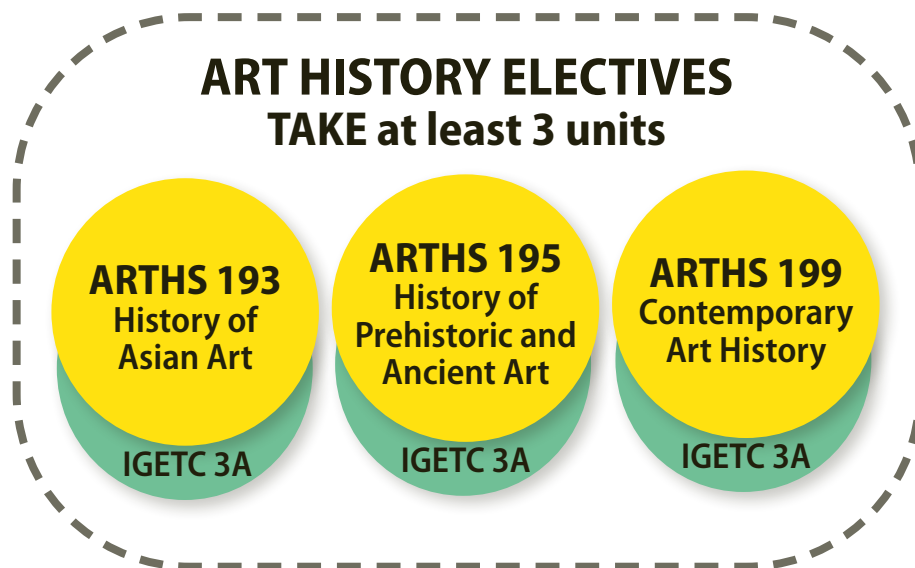 ART HISTORY ELECTIVES
TAKE at least 3 units
ARTHS 193
History of
Asian Art
IGETC 3A
ARTHS 195
History of
Prehistoric and
Ancient Art
IGETC 3A
ARTHS 199
Contemporary
Art History
IGETC 3A